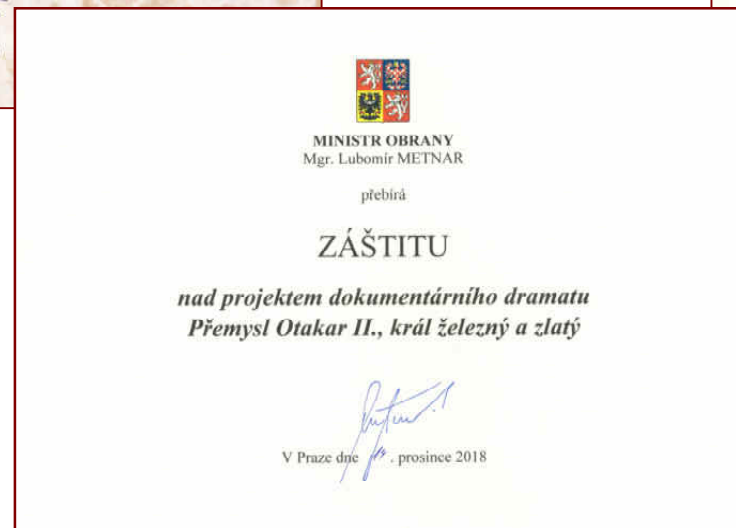 MINISTR OBRANY
Mgr. Lubomír METNAR
přebírá
ZÁŠTITU
nad projektem dokumentárního dramatu
Přemysl Otakar II., král železný a zlatý
V Praze dne . prosince 2018